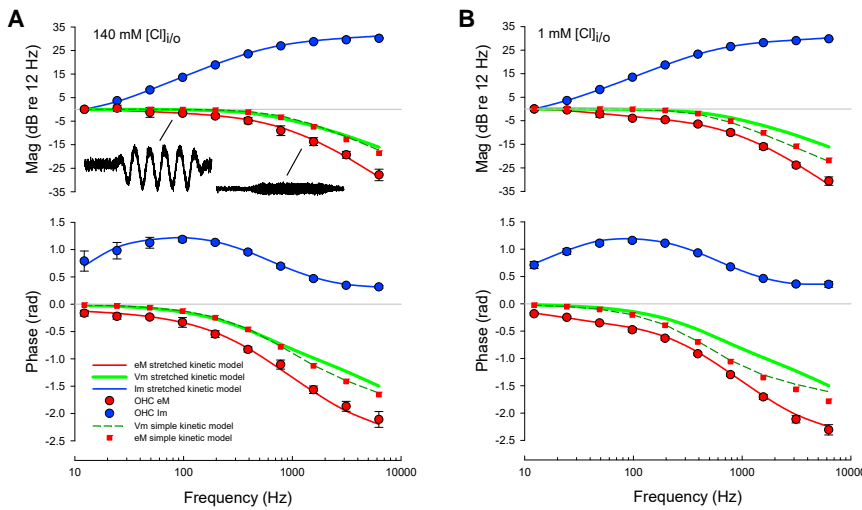 A
140 mM [Cl]i/o
Mag (dB re 12 Hz)
35
25
15
5
-5
-15
-25
-35
Phase (rad)
1.5
1.0
0.5
0.0
-0.5
-1.0
-1.5
-2.0
-2.5
eM stretched kinetic model
Vm stretched kinetic model
Im stretched kinetic model
OHC eM
OHC Im
Vm simple kinetic model
eM simple kinetic model
10 100 1000 10000
Frequency (Hz)
B
1 mM [Cl]i/o
Mag (dB re 12 Hz)
35
25
15
5
-5
-15
-25
-35
Phase (rad)
1.5
1.0
0.5
0.0
-0.5
-1.0
-1.5
-2.0
-2.5
10 100 1000 10000
Frequency (Hz)